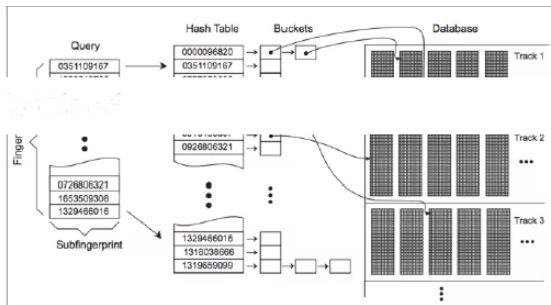 Query
Hash Table
Buckets
Database
0000096820
0351109167
0351109167
Track 1
Track 2
0926806321
Finger
0726806321
1653509308
1329466016
Subfingerprint
Track 3
1329466016
1316038666
1319659099